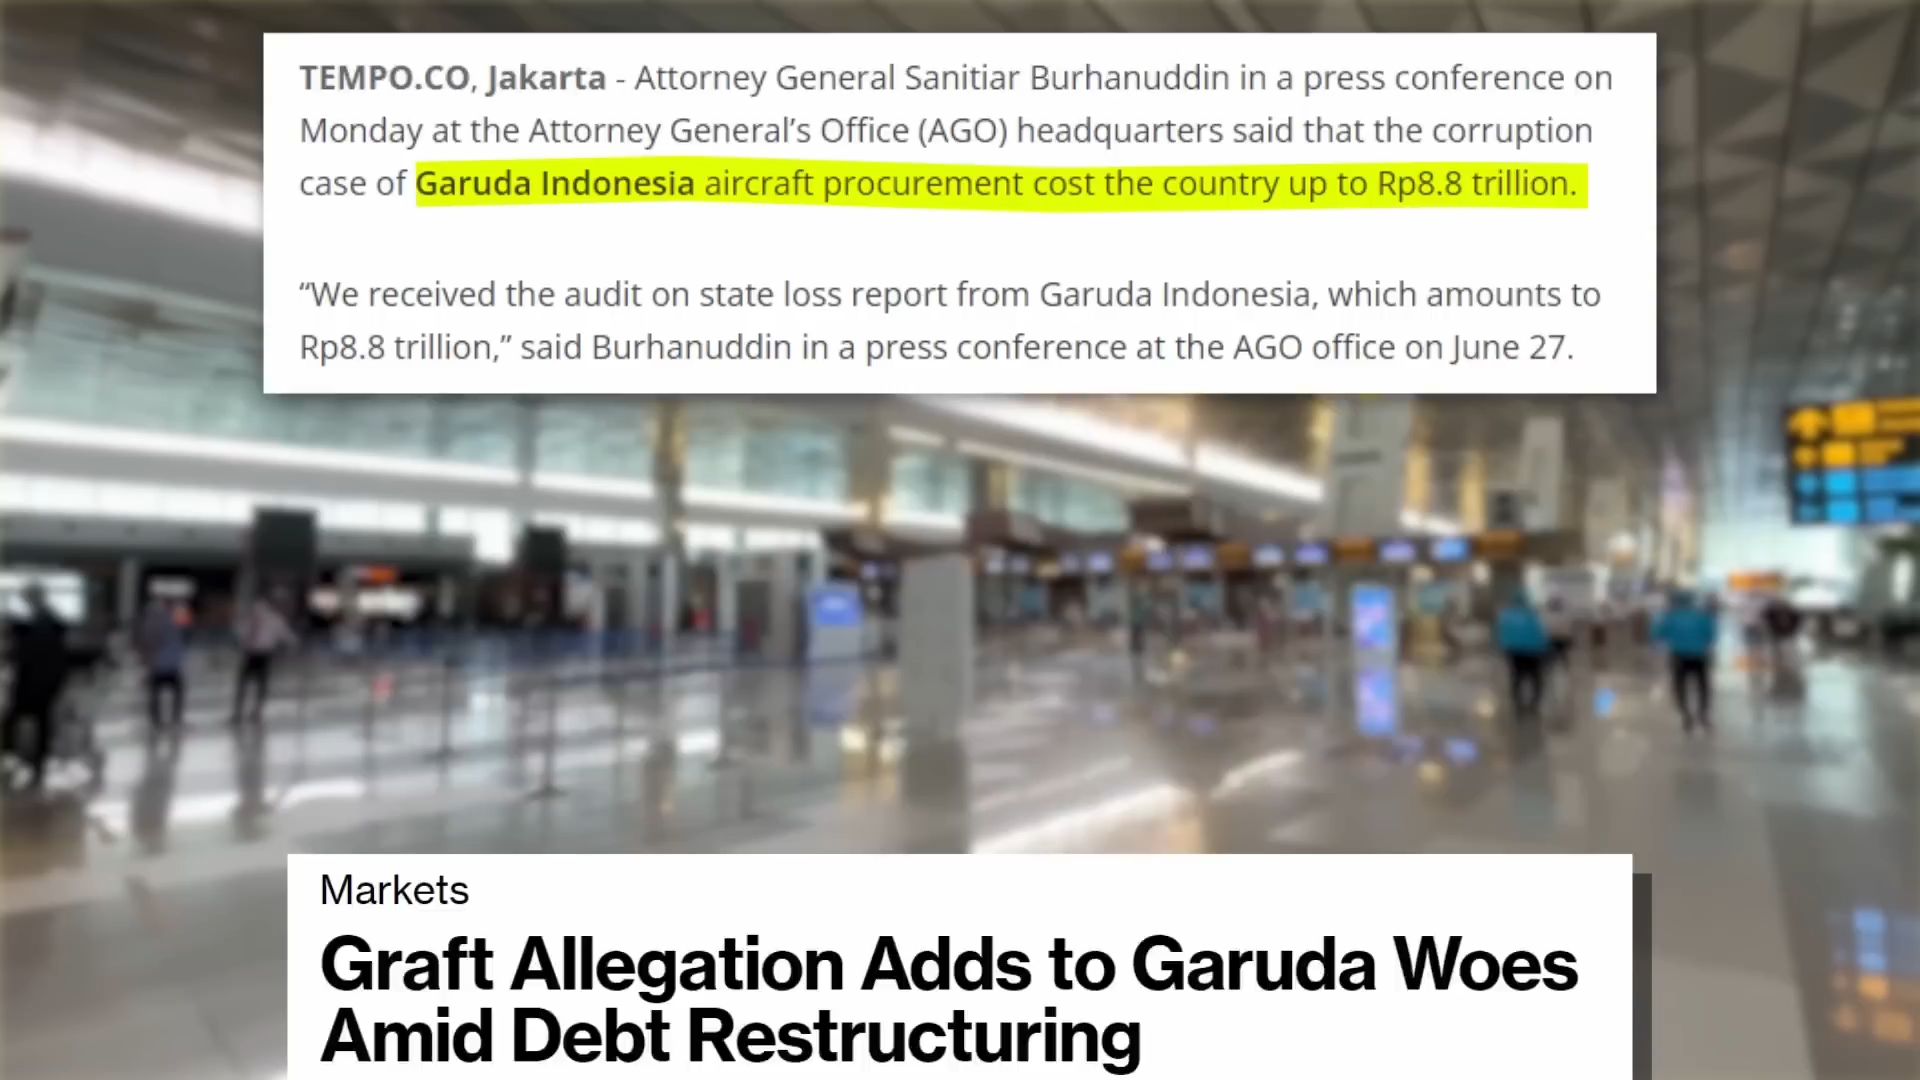 TEMPO.CO, Jakarta - Attorney General Sanitiar Burhanuddin in a press conference on
Monday at the Attorney General’s Office (AGO) headquarters said that the corruption
case of Garuda Indonesia aircraft procurement cost the country up to Rp8.8 trillion.
“We received the audit on state loss report from Garuda Indonesia, which amounts to
Rp8.8 trillion,” said Burhanuddin in a press conference at the AGO office on June 27.
Markets
Graft Allegation Adds to Garuda Woes
Amid Debt Restructuring